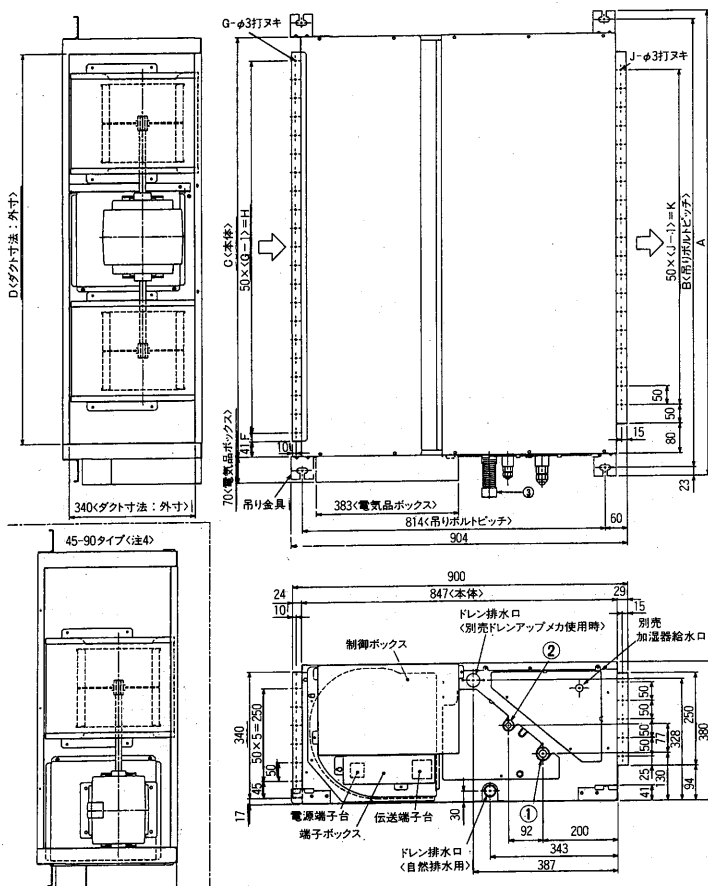 G-φ3打ヌキ
J-φ3打ヌキ
D<ダクト寸法:外寸>
C<本体>
50×<G-1>=H
50×<J-1>=K
B<吊りボルトピッチ>
A
50
50
15
80
23
41
F
10
70<電気品ボックス>
吊り金具
③
383<電気品ボックス>
814<吊りボルトピッチ>
60
904
340<ダクト寸法:外寸>
45-90タイプ<注4>
900
24
847<本体>
29
10
15
ドレン排水口
<別売ドレンアップメカ使用時>
別売
加湿器給水口
制御ボックス
②
340
50×5=250
50
45
17
50
50
50
50
77
328
250
380
25
130
41
94
電源端子台
伝送端子台
端子ボックス
30
①
92
200
ドレン排水口
<自然排水用>
343
387